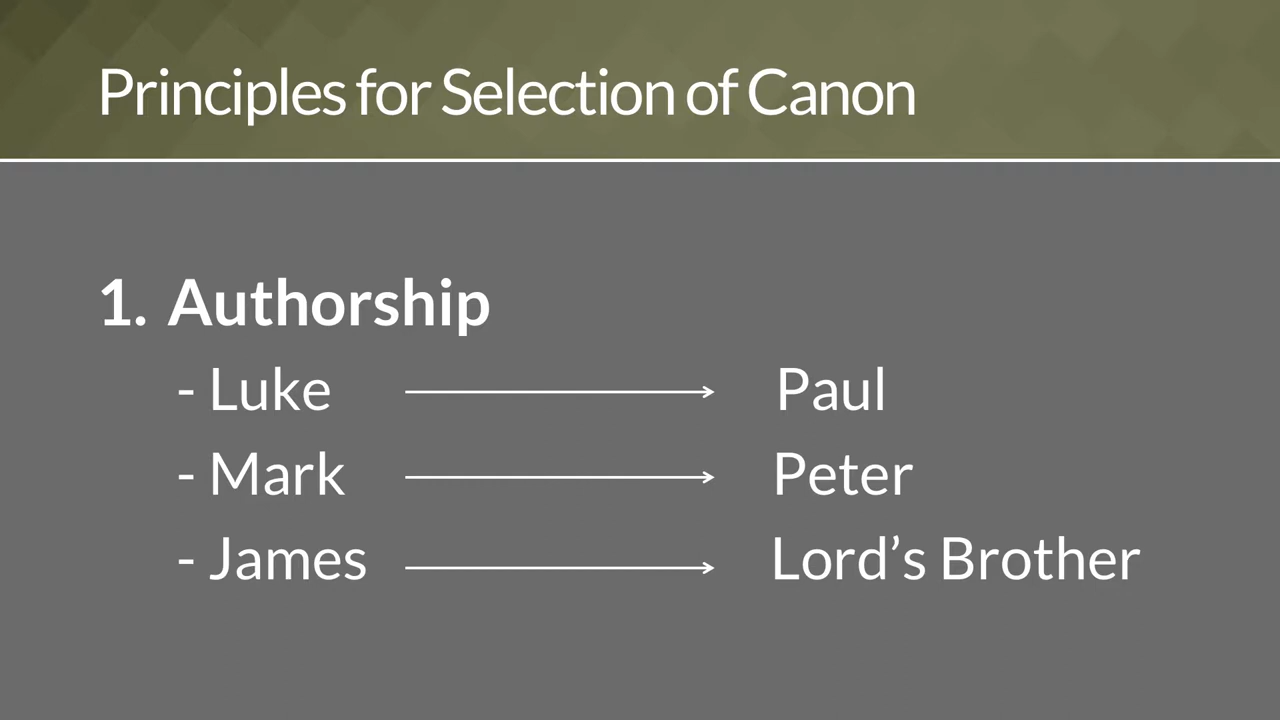 Principles for Selection of Canon
1. Authorship
- Luke → Paul
- Mark → Peter
- James → Lord’s Brother